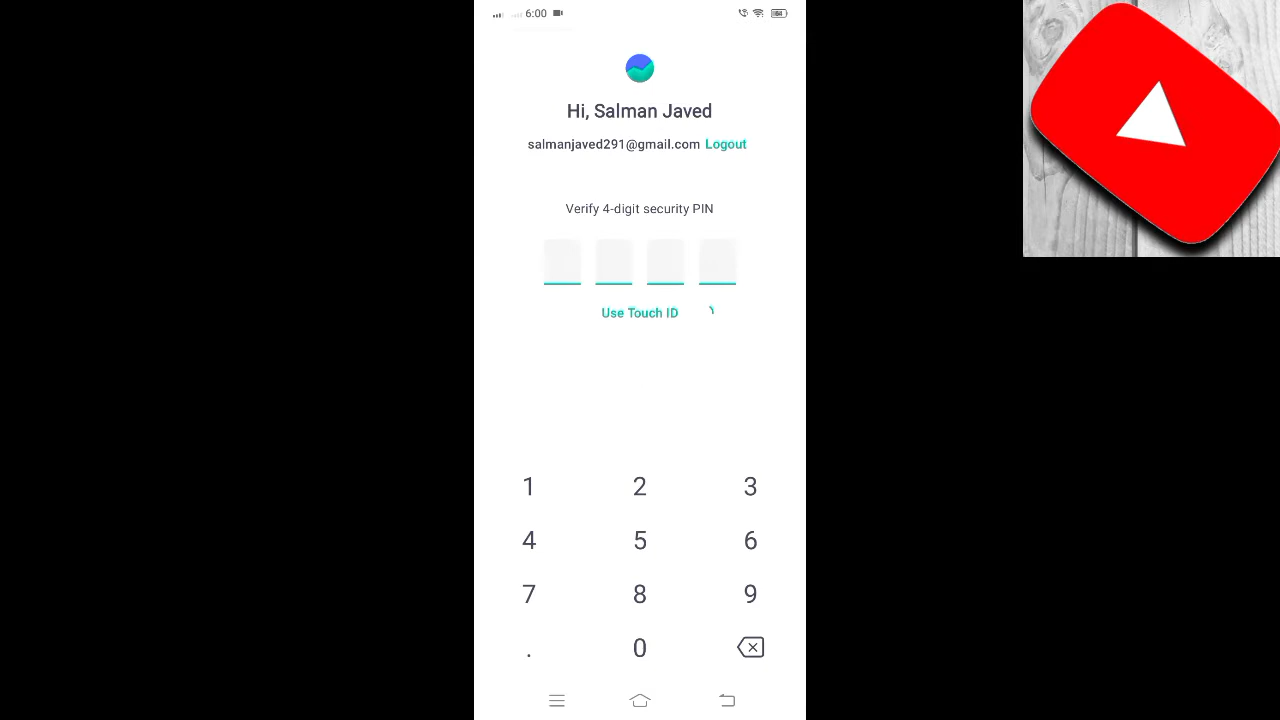 6:00
Hi, Salman Javed
salmanjaved291@gmail.com Logout
Verify 4-digit security PIN
Use Touch ID
1 2 3
4 5 6
7 8 9
. 0